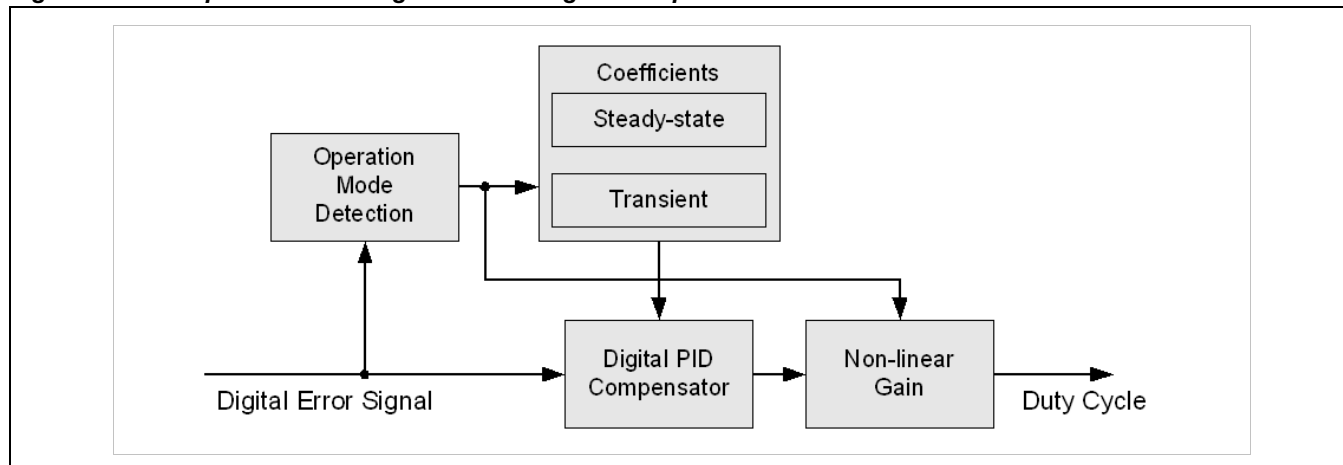 Coefficients
Steady-state
Transient
Operation
Mode
Detection
Digital PID
Compensator
Non-linear
Gain
Digital Error Signal
Duty Cycle